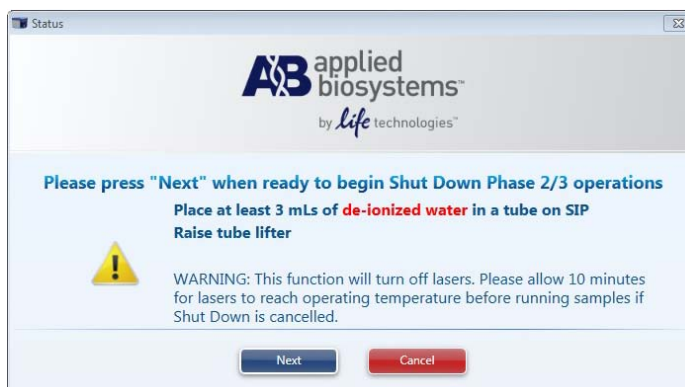 Status
AB applied
biosystems™
by life technologies™
Please press "Next" when ready to begin Shut Down Phase 2/3 operations
Place at least 3 mLs of de-ionized water in a tube on SIP
Raise tube lifter
WARNING: This function will turn off lasers. Please allow 10 minutes
for lasers to reach operating temperature before running samples if
Shut Down is cancelled.
Next
Cancel